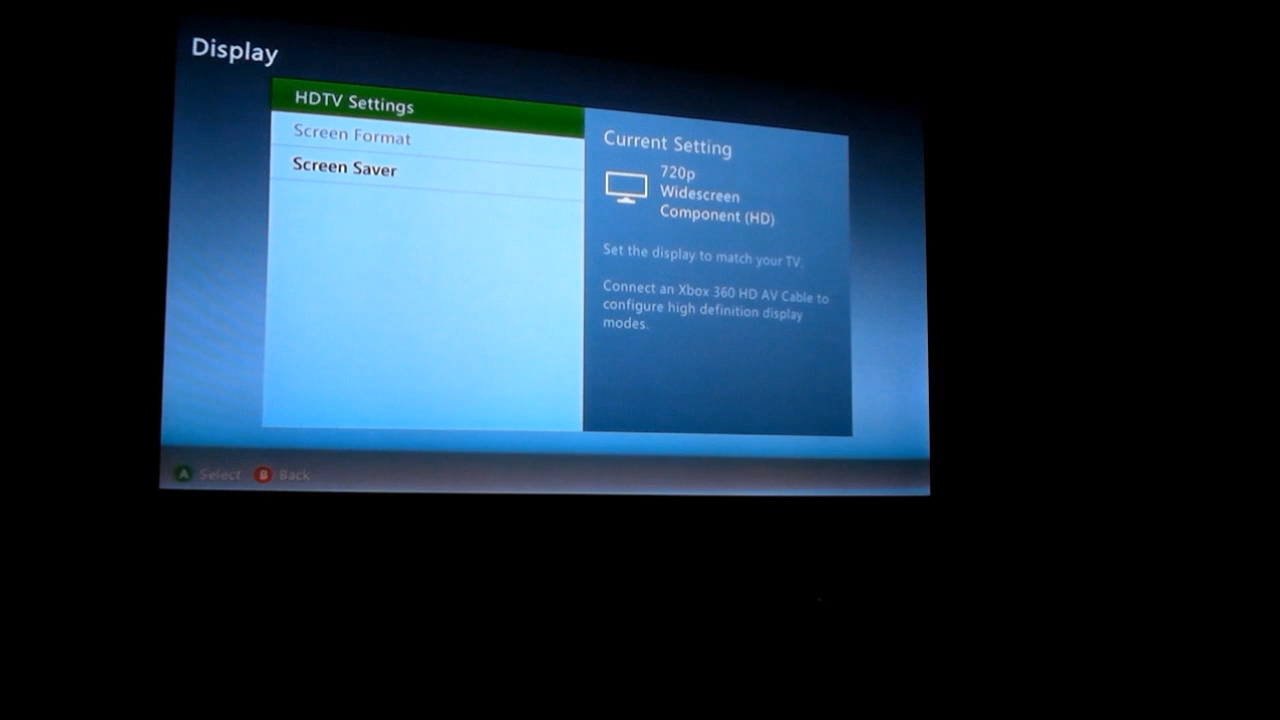 Display
HDTV Settings
Screen Format
Screen Saver
Current Setting
720p
Widescreen
Component (HD)
Set the display to match your TV.
Connect an Xbox 360 HD AV Cable to
configure high definition display
modes.
A Select B Back